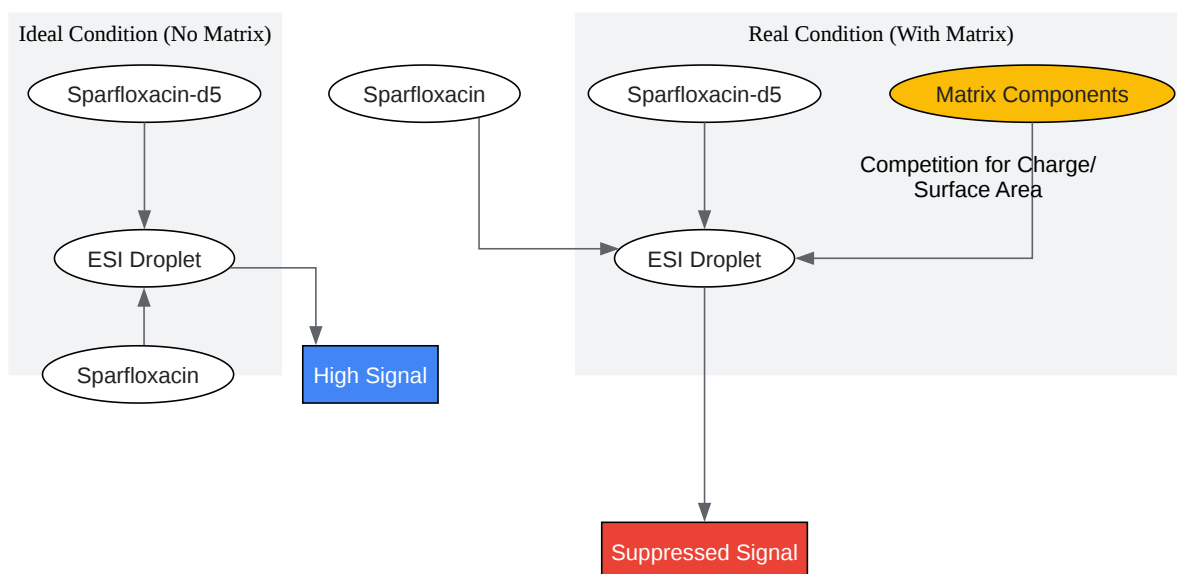 Ideal Condition (No Matrix)
Real Condition (With Matrix)
Sparfloxacin-d5
Sparfloxacin
Sparfloxacin-d5
Matrix Components
Competition for Charge/
Surface Area
ESI Droplet
ESI Droplet
Sparfloxacin
High Signal
Suppressed Signal